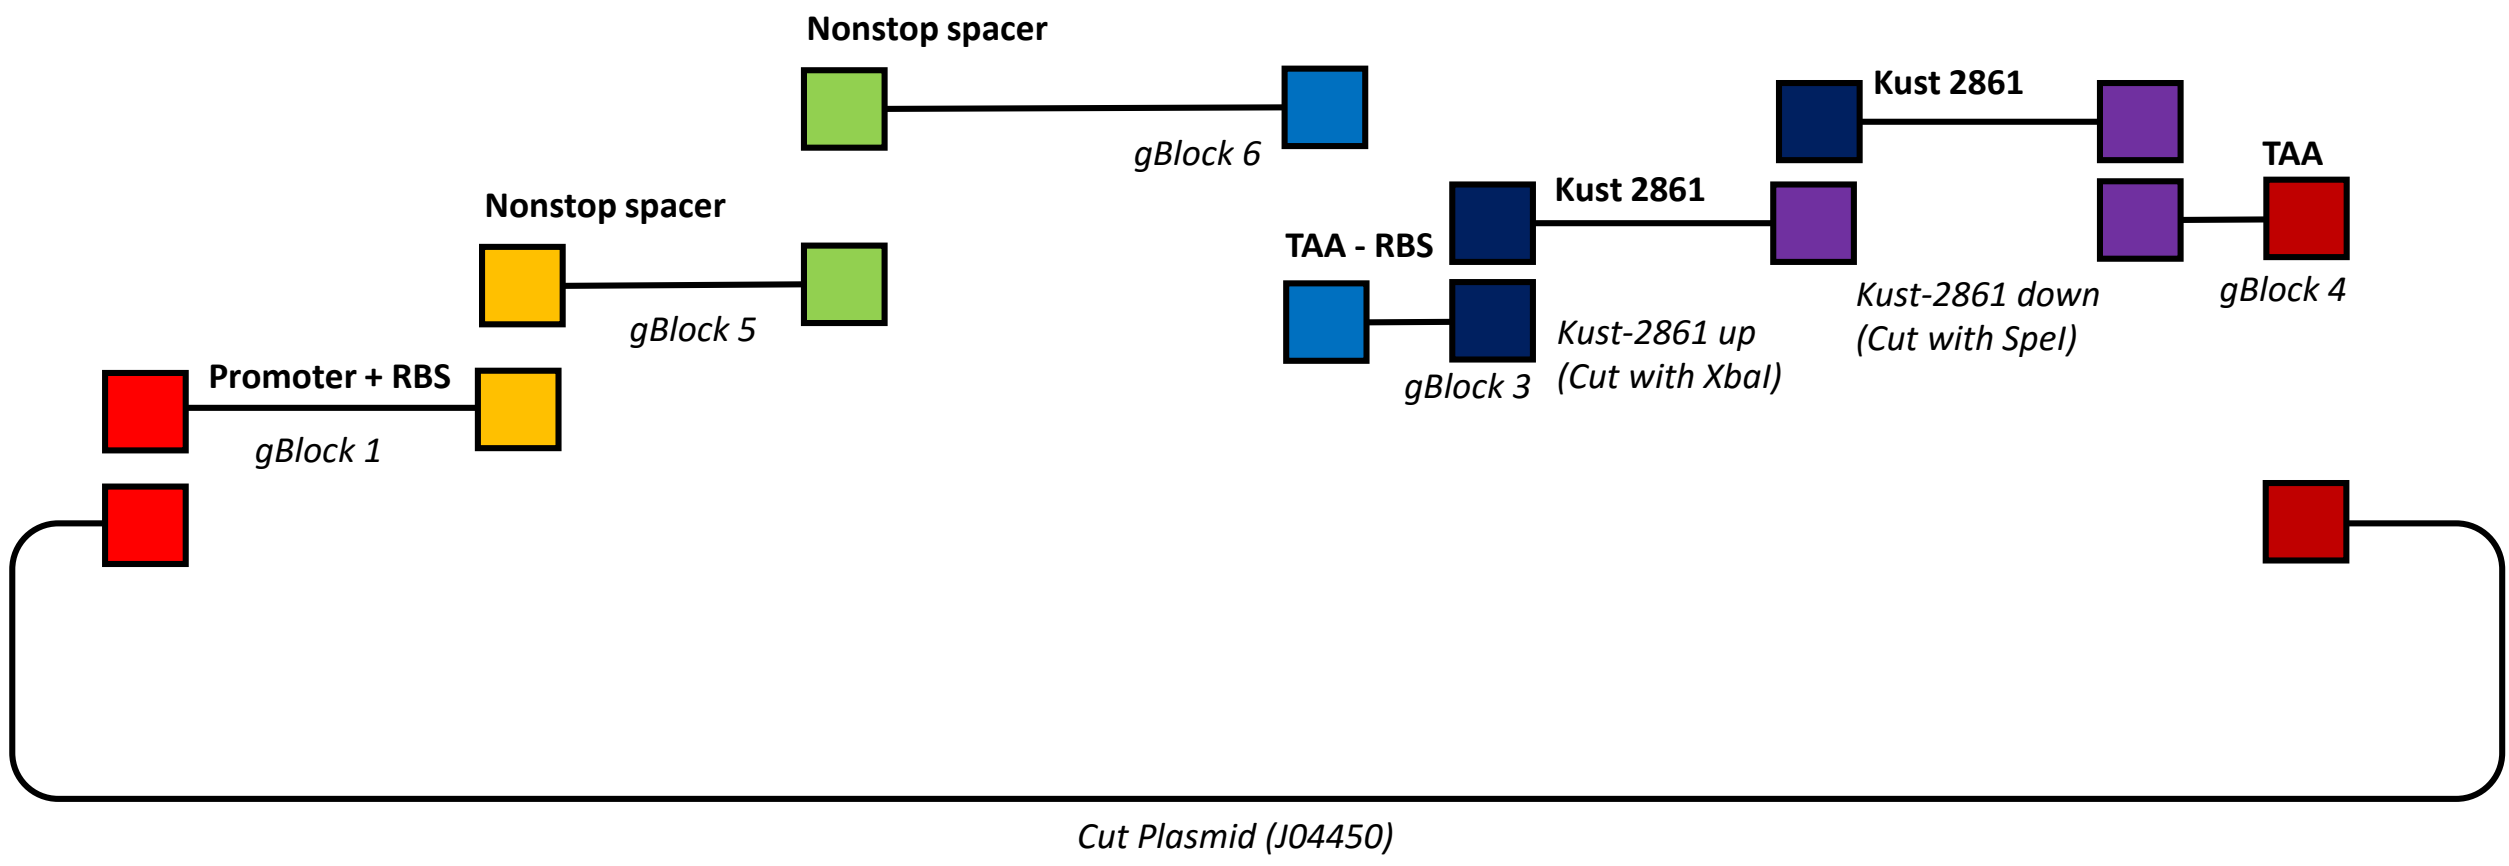 Nonstop spacer
gBlock 6
Kust 2861
TAA
Kust 2861
Nonstop spacer
TAA - RBS
gBlock 5
Kust-2861 down
(Cut with SpeI)
gBlock 4
Kust-2861 up
(Cut with XbaI)
gBlock 3
Promoter + RBS
gBlock 1
Cut Plasmid (J04450)